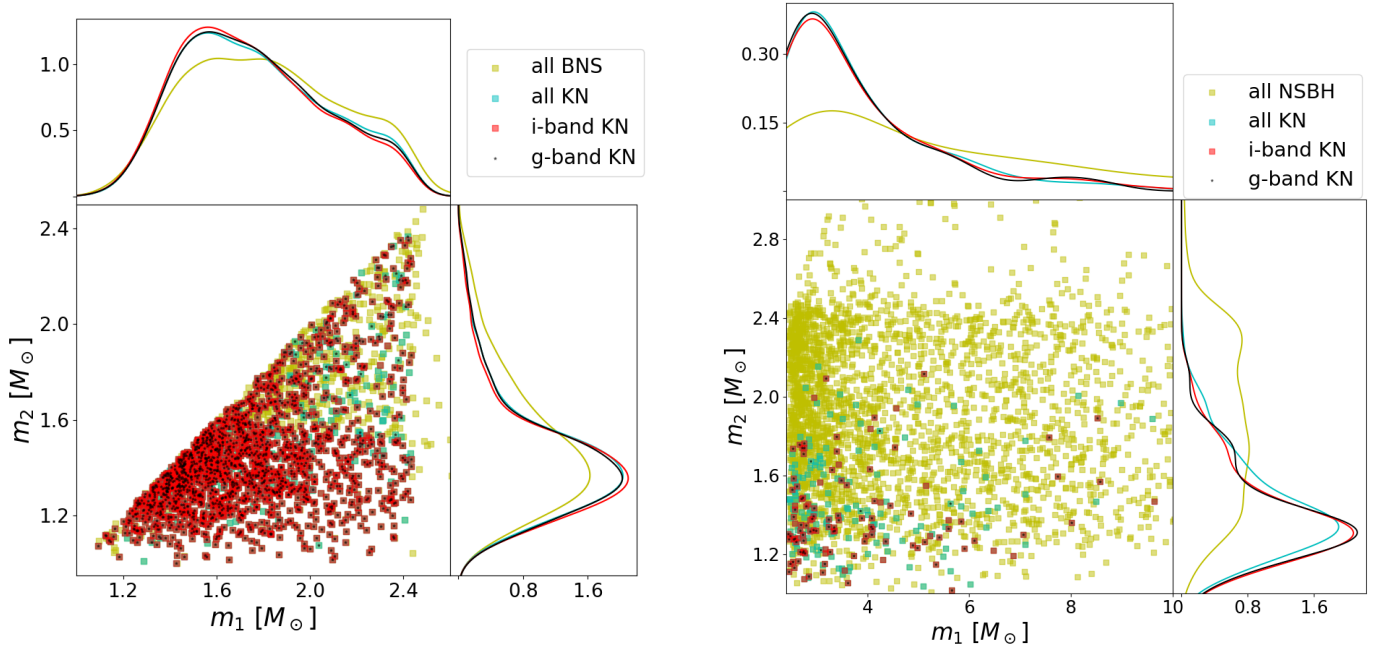 1.0
0.5
all BNS
all KN
i-band KN
g-band KN
2.4
2.0
1.6
1.2
m₂ [M⊙]
1.2 1.6 2.0 2.4
0.8 1.6
m₁ [M⊙]
0.30
0.15
all NSBH
all KN
i-band KN
g-band KN
2.8
2.4
2.0
1.6
1.2
m₂ [M⊙]
4 6 8 10
0 0.8 1.6
m₁ [M⊙]